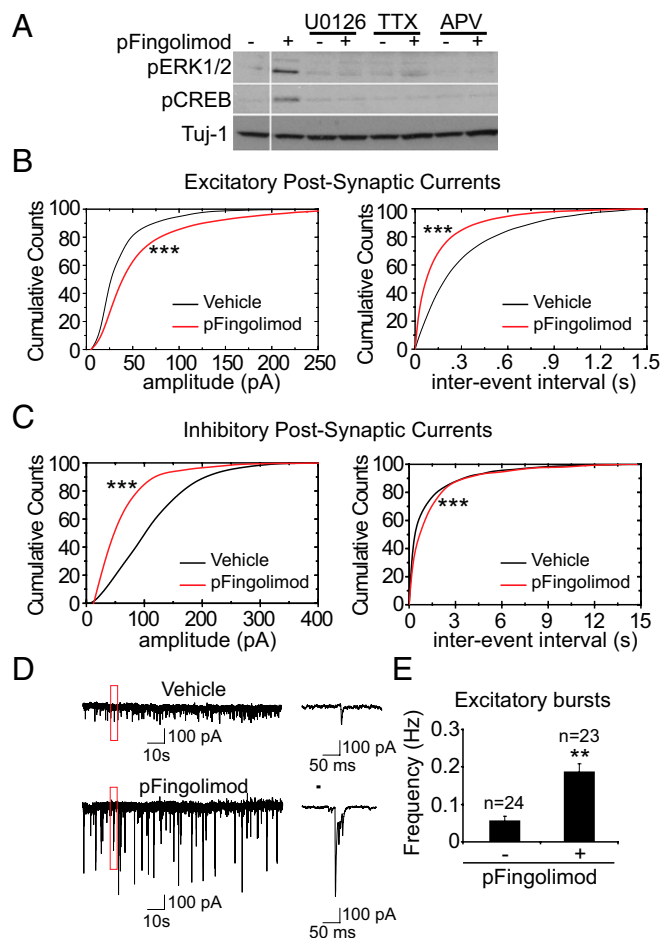 A
U0126 TTX APV
pFingolimod - + - + - + - +
pERK1/2
pCREB
Tuj-1
B
Excitatory Post-Synaptic Currents
Cumulative Counts
100
80
60
40
20
0 50 100 150 200 250
amplitude (pA)
***
Vehicle
pFingolimod
Cumulative Counts
100
80
60
40
20
0 .3 .6 .9 1.2 1.5
inter-event interval (s)
***
Vehicle
pFingolimod
C
Inhibitory Post-Synaptic Currents
Cumulative Counts
100
80
60
40
20
0
0 100 200 300 400
amplitude (pA)
***
Vehicle
pFingolimod
Cumulative Counts
100
80
60
40
20
0
0 3 6 9 12 15
inter-event interval (s)
***
Vehicle
pFingolimod
D
Vehicle
100 pA
10s
100 pA
50 ms
pFingolimod
100 pA
10s
100 pA
50 ms
E
Excitatory bursts
Frequency (Hz)
0.3
0.2
0.1
0
n=24
n=23
**
- +
pFingolimod